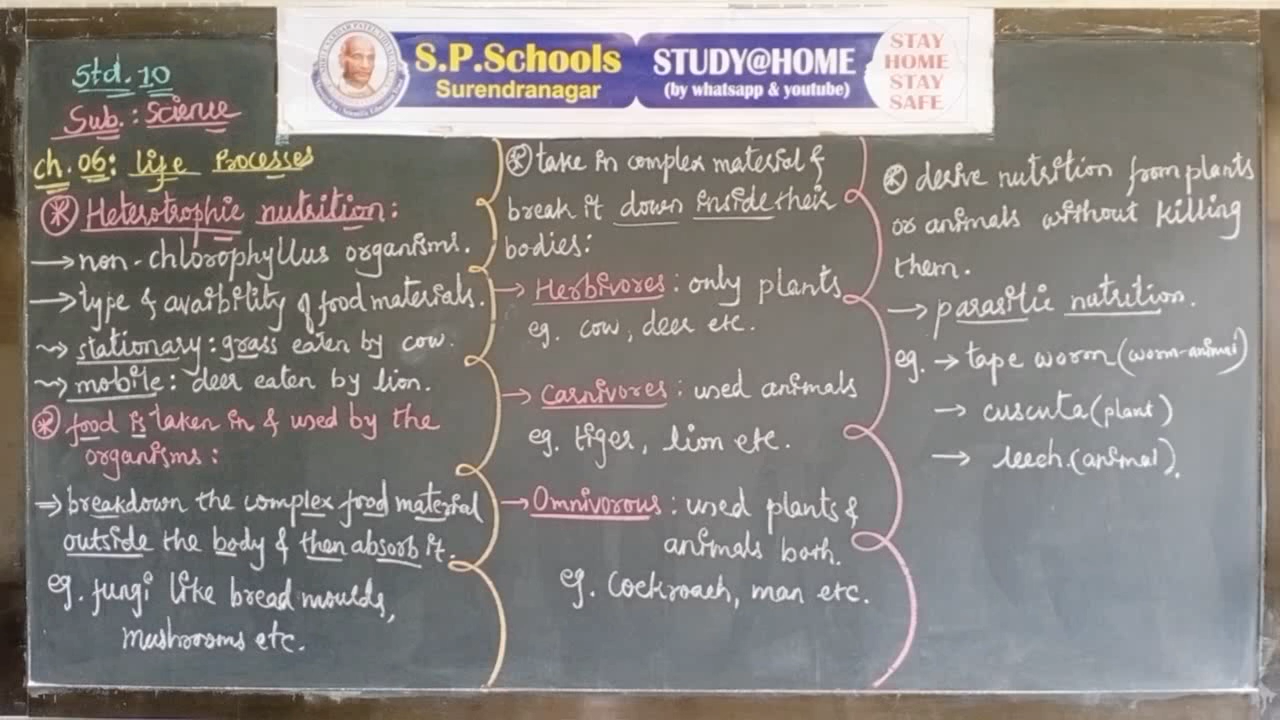 S.P.Schools
Surendranagar
STUDY@HOME
(by whatsapp & youtube)
STAY
HOME
STAY
SAFE
Std. 10
Sub. : Science
Ch. 06: Life Processes
* Heterotrophic nutrition:
→ non-chlorophyllus organisms.
→ type & avaibility of food materials.
⇝ stationary: grass eaten by cow.
⇝ mobile: deer eaten by lion.
* food is taken in & used by the
organisms:
⇒ breakdown the complex food material
outside the body & then absorb it.
eg. fungi like bread moulds,
mushrooms etc.
* take in complex material &
break it down inside their
bodies:
→ Herbivores: only plants
eg. cow, deer etc.
→ Carnivores: used animals
eg. tiger, lion etc.
→ Omnivorous: used plants &
animals both.
eg. Cockroach, man etc.
* derive nutrition from plants
or animals without killing
them.
→ parasitic nutrition.
eg. → tape worm (worm-animal)
→ cuscuta (plant)
→ leech. (animal).